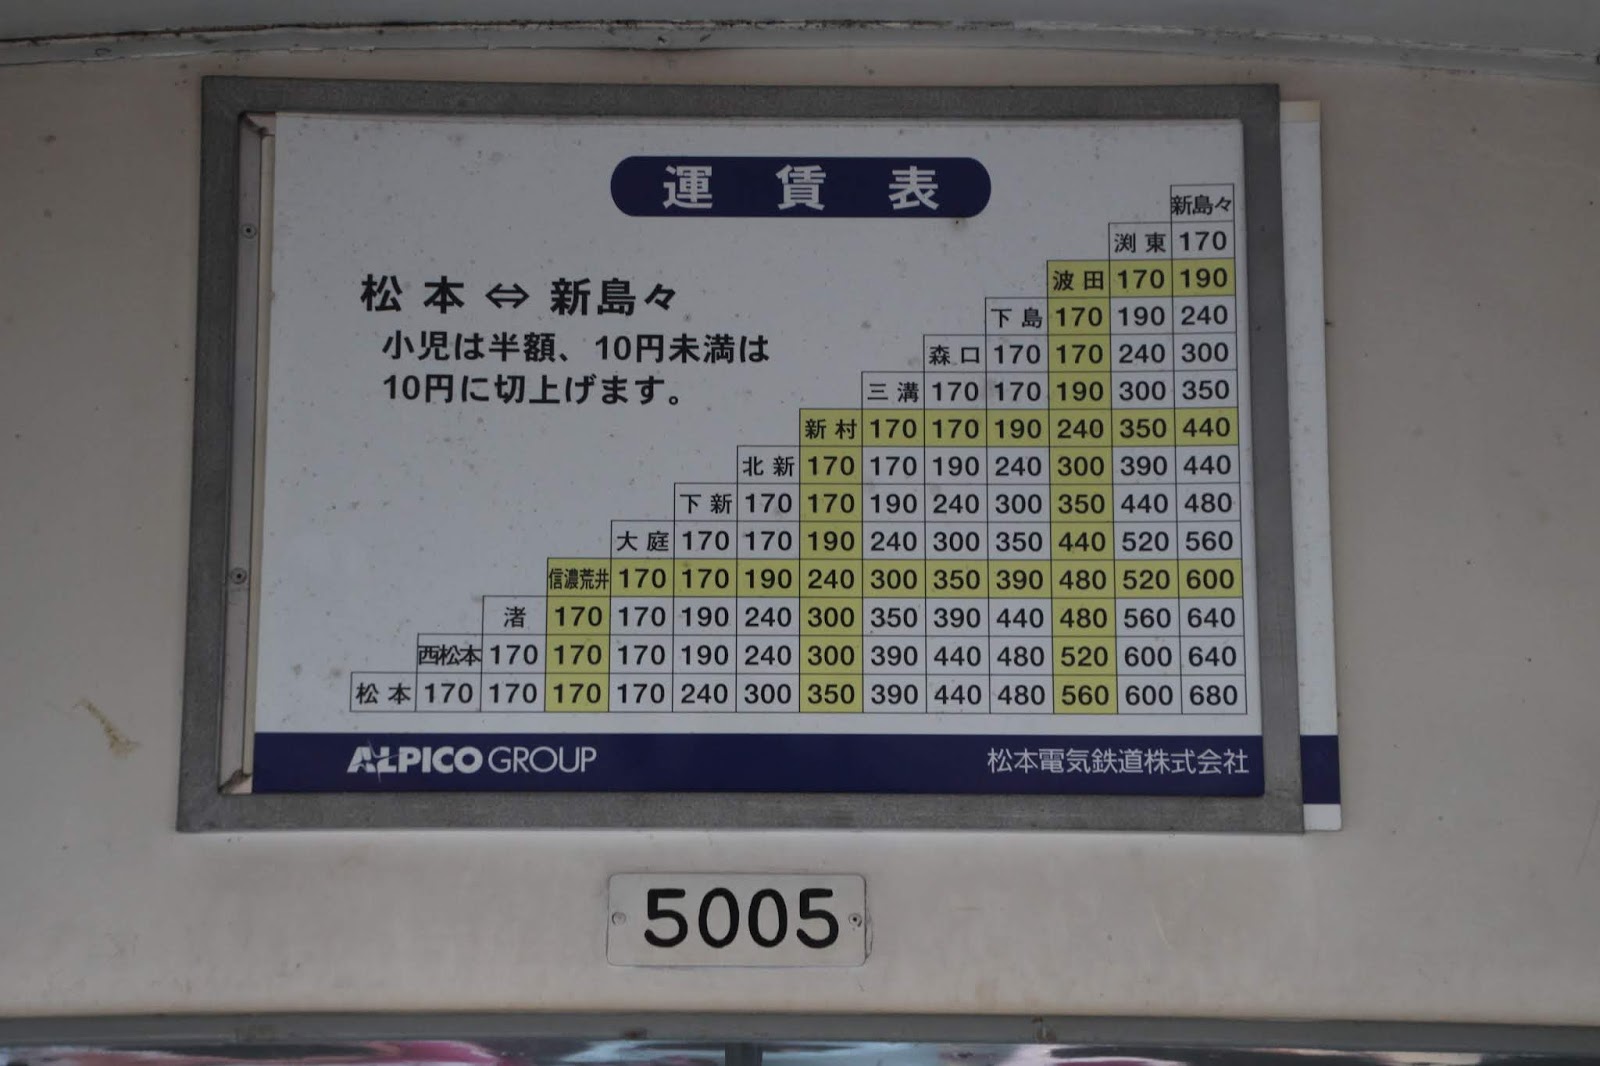 運賃表
松本⇔新島々
小児は半額、10円未満は
10円に切上げます。
新島々
渕東 170
波田 170 190
下島 170 190 240
森口 170 170 240 300
三溝 170 170 190 300 350
新村 170 170 190 240 350 440
北新 170 170 190 240 300 390 440
下新 170 170 190 240 300 350 440 480
大庭 170 170 190 240 300 350 440 520 560
信濃荒井 170 170 190 240 300 350 390 480 520 600
渚 170 170 190 240 300 350 390 440 480 560 640
西松本 170 170 170 190 240 300 390 440 480 520 600 640
松本 170 170 170 170 240 300 350 390 440 480 560 600 680
ALPICO GROUP 松本電気鉄道株式会社
5005